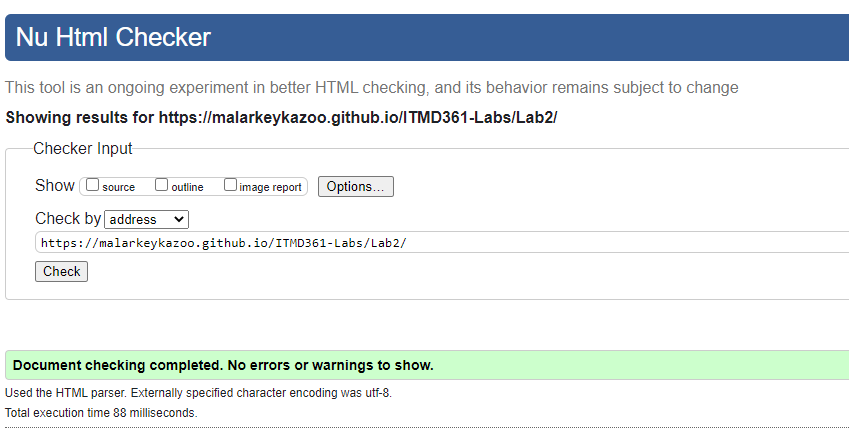 Nu Html Checker
This tool is an ongoing experiment in better HTML checking, and its behavior remains subject to change
Showing results for https://malarkeykazoo.github.io/ITMD361-Labs/Lab2/
Checker Input
Show source outline image report Options...
Check by address
https://malarkeykazoo.github.io/ITMD361-Labs/Lab2/
Check
Document checking completed. No errors or warnings to show.
Used the HTML parser. Externally specified character encoding was utf-8.
Total execution time 88 milliseconds.